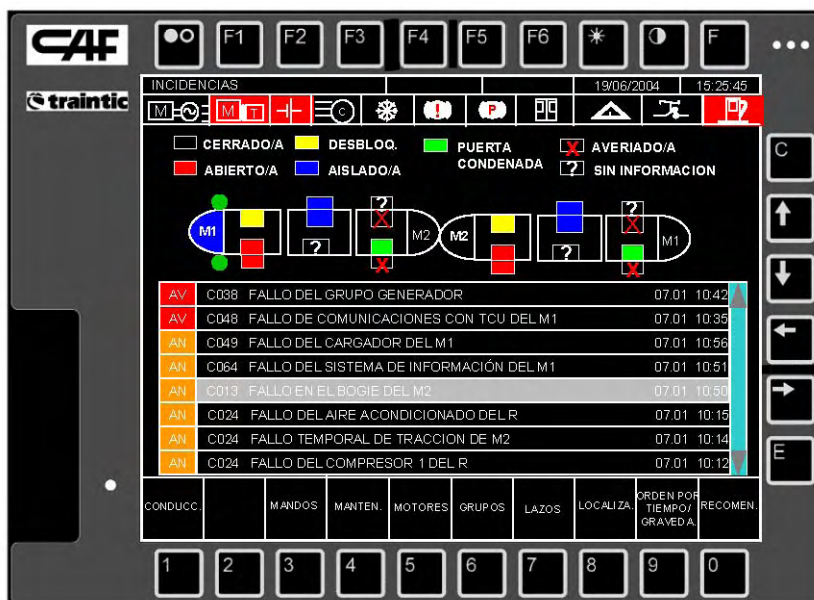 CAF
traintic
F1 F2 F3 F4 F5 F6 F
INCIDENCIAS 19/06/2004 15:25:45
M M T C P
CERRADO/A DESBLOQ. PUERTA CONDENADA AVERIADO/A
ABIERTO/A AISLADO/A ? SIN INFORMACION
M1 ? ? M2 M2 ? ? M1
AV C038 FALLO DEL GRUPO GENERADOR 07.01 10:42
AV C048 FALLO DE COMUNICACIONES CON TCU DEL M1 07.01 10:35
AN C049 FALLO DEL CARGADOR DEL M1 07.01 10:56
AN C064 FALLO DEL SISTEMA DE INFORMACIÓN DEL M1 07.01 10:51
AN C013 FALLO EN EL BOGIE DEL M2 07.01 10:50
AN C024 FALLO DEL AIRE ACONDICIONADO DEL R 07.01 10:15
AN C024 FALLO TEMPORAL DE TRACCION DE M2 07.01 10:14
AN C024 FALLO DEL COMPRESOR 1 DEL R 07.01 10:12
CONDUCC. MANDOS MANTEN. MOTORES GRUPOS LAZOS LOCALIZA. ORDEN POR TIEMPO/ GRAVEDA. RECOMEN.
1 2 3 4 5 6 7 8 9 0
C
E